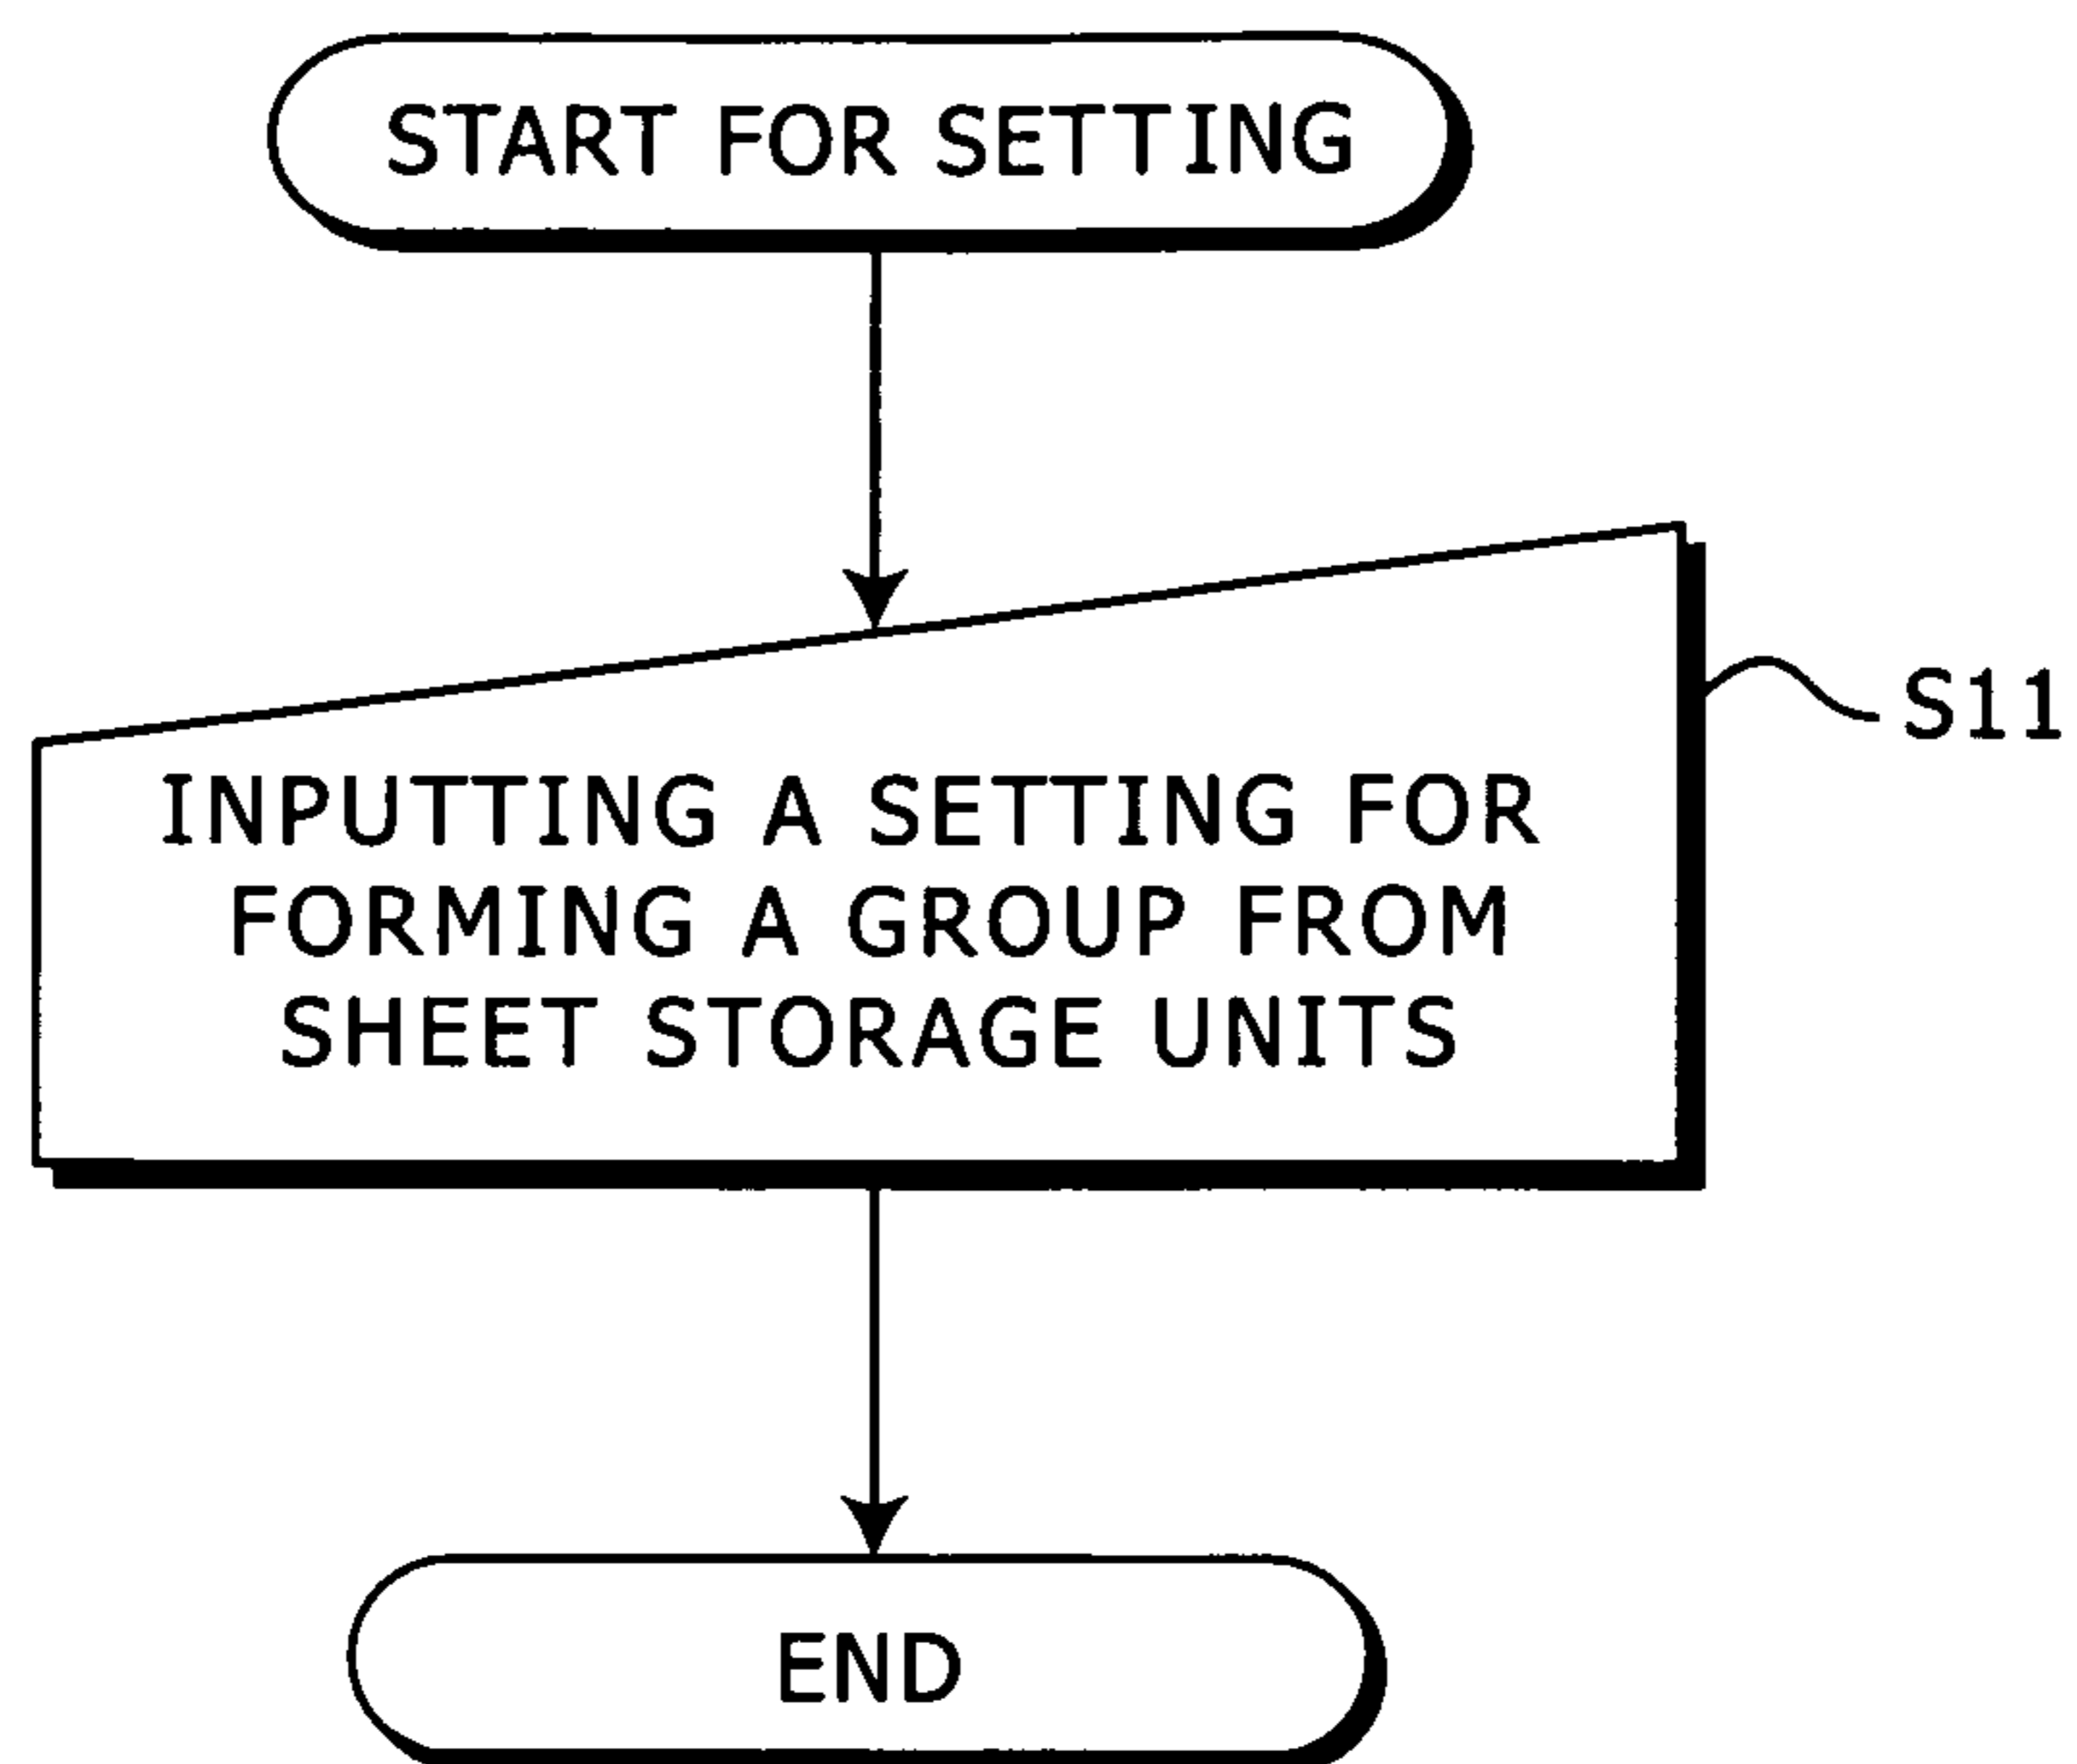 START FOR SETTING
S11
INPUTTING A SETTING FOR
FORMING A GROUP FROM
SHEET STORAGE UNITS
END